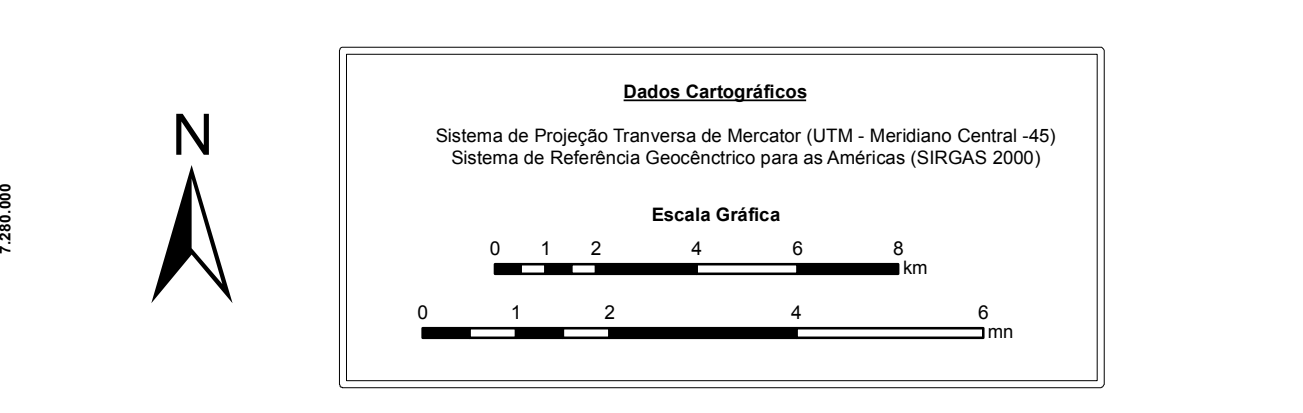 Dados Cartográficos
N
Sistema de Projeção Tranversa de Mercator (UTM - Meridiano Central -45)
Sistema de Referência Geocênctrico para as Américas (SIRGAS 2000)
7.280.000
Escala Gráfica
0 1 2 4 6 8
km
0 1 2 4 6
mn